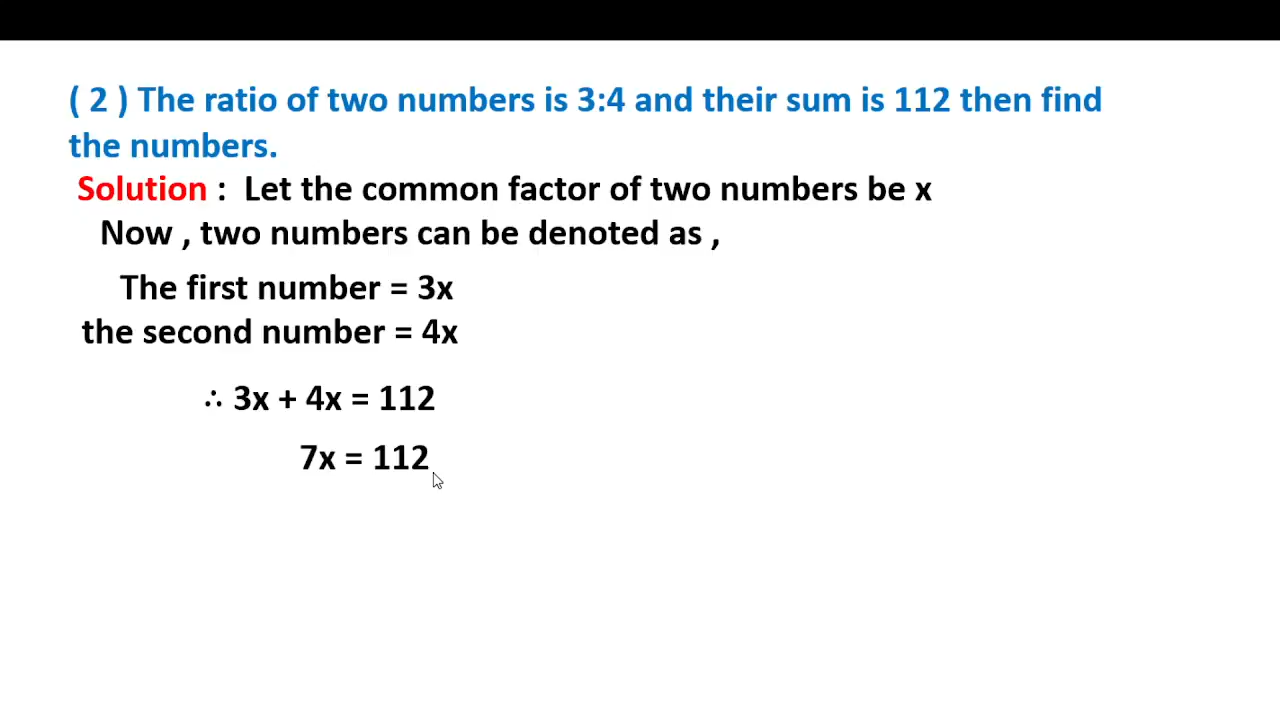 ( 2 ) The ratio of two numbers is 3:4 and their sum is 112 then find
the numbers.
Solution : Let the common factor of two numbers be x
Now , two numbers can be denoted as ,
The first number = 3x
the second number = 4x
∴ 3x + 4x = 112
7x = 112